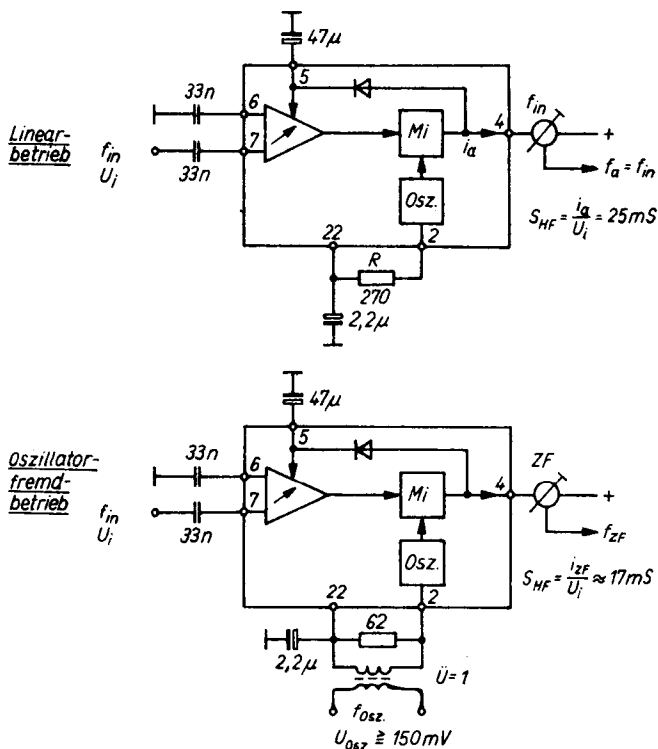 47µ
5
33n
6
7
33n
Linear-
betrieb
f_in
U_i
Mi
i_a
4
f_in
+
f_a = f_in
Osz.
S_HF = i_a/U_i = 25mS
22
2
R
270
2,2µ
47µ
5
33n
6
7
33n
Oszillator-
fremd-
betrieb
f_in
U_i
Mi
4
ZF
+
f_ZF
Osz.
S_HF = i_ZF/U_i ≈ 17mS
22
2
62
2,2µ
Ü=1
f_Osz.
U_Osz ≧ 150mV